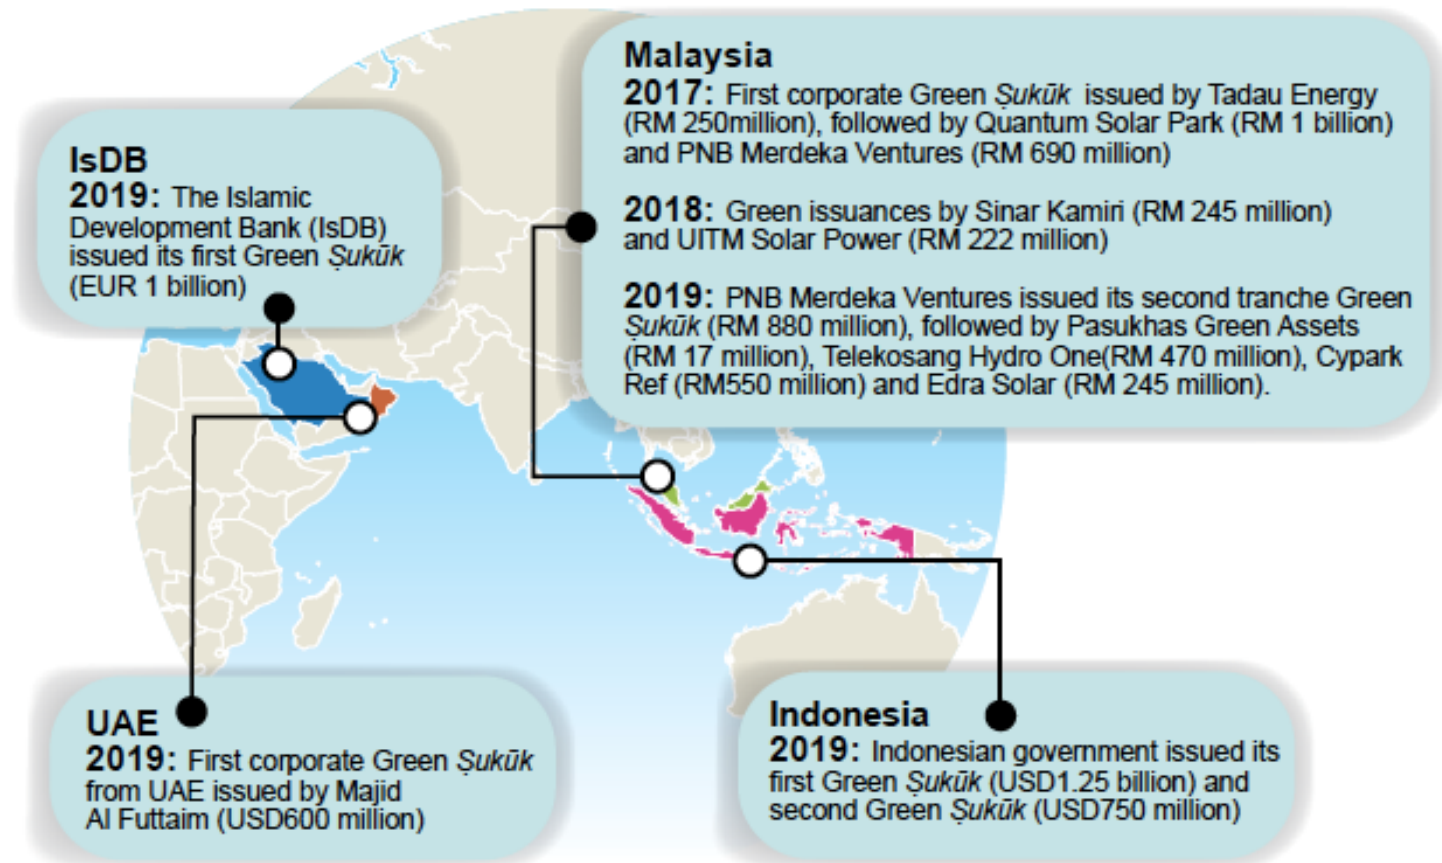 Malaysia
2017: First corporate Green Ṣukūk issued by Tadau Energy
(RM 250million), followed by Quantum Solar Park (RM 1 billion)
and PNB Merdeka Ventures (RM 690 million)
2018: Green issuances by Sinar Kamiri (RM 245 million)
and UITM Solar Power (RM 222 million)
2019: PNB Merdeka Ventures issued its second tranche Green
Ṣukūk (RM 880 million), followed by Pasukhas Green Assets
(RM 17 million), Telekosang Hydro One(RM 470 million), Cypark
Ref (RM550 million) and Edra Solar (RM 245 million).
IsDB
2019: The Islamic
Development Bank (IsDB)
issued its first Green Ṣukūk
(EUR 1 billion)
UAE
2019: First corporate Green Ṣukūk
from UAE issued by Majid
Al Futtaim (USD600 million)
Indonesia
2019: Indonesian government issued its
first Green Ṣukūk (USD1.25 billion) and
second Green Ṣukūk (USD750 million)